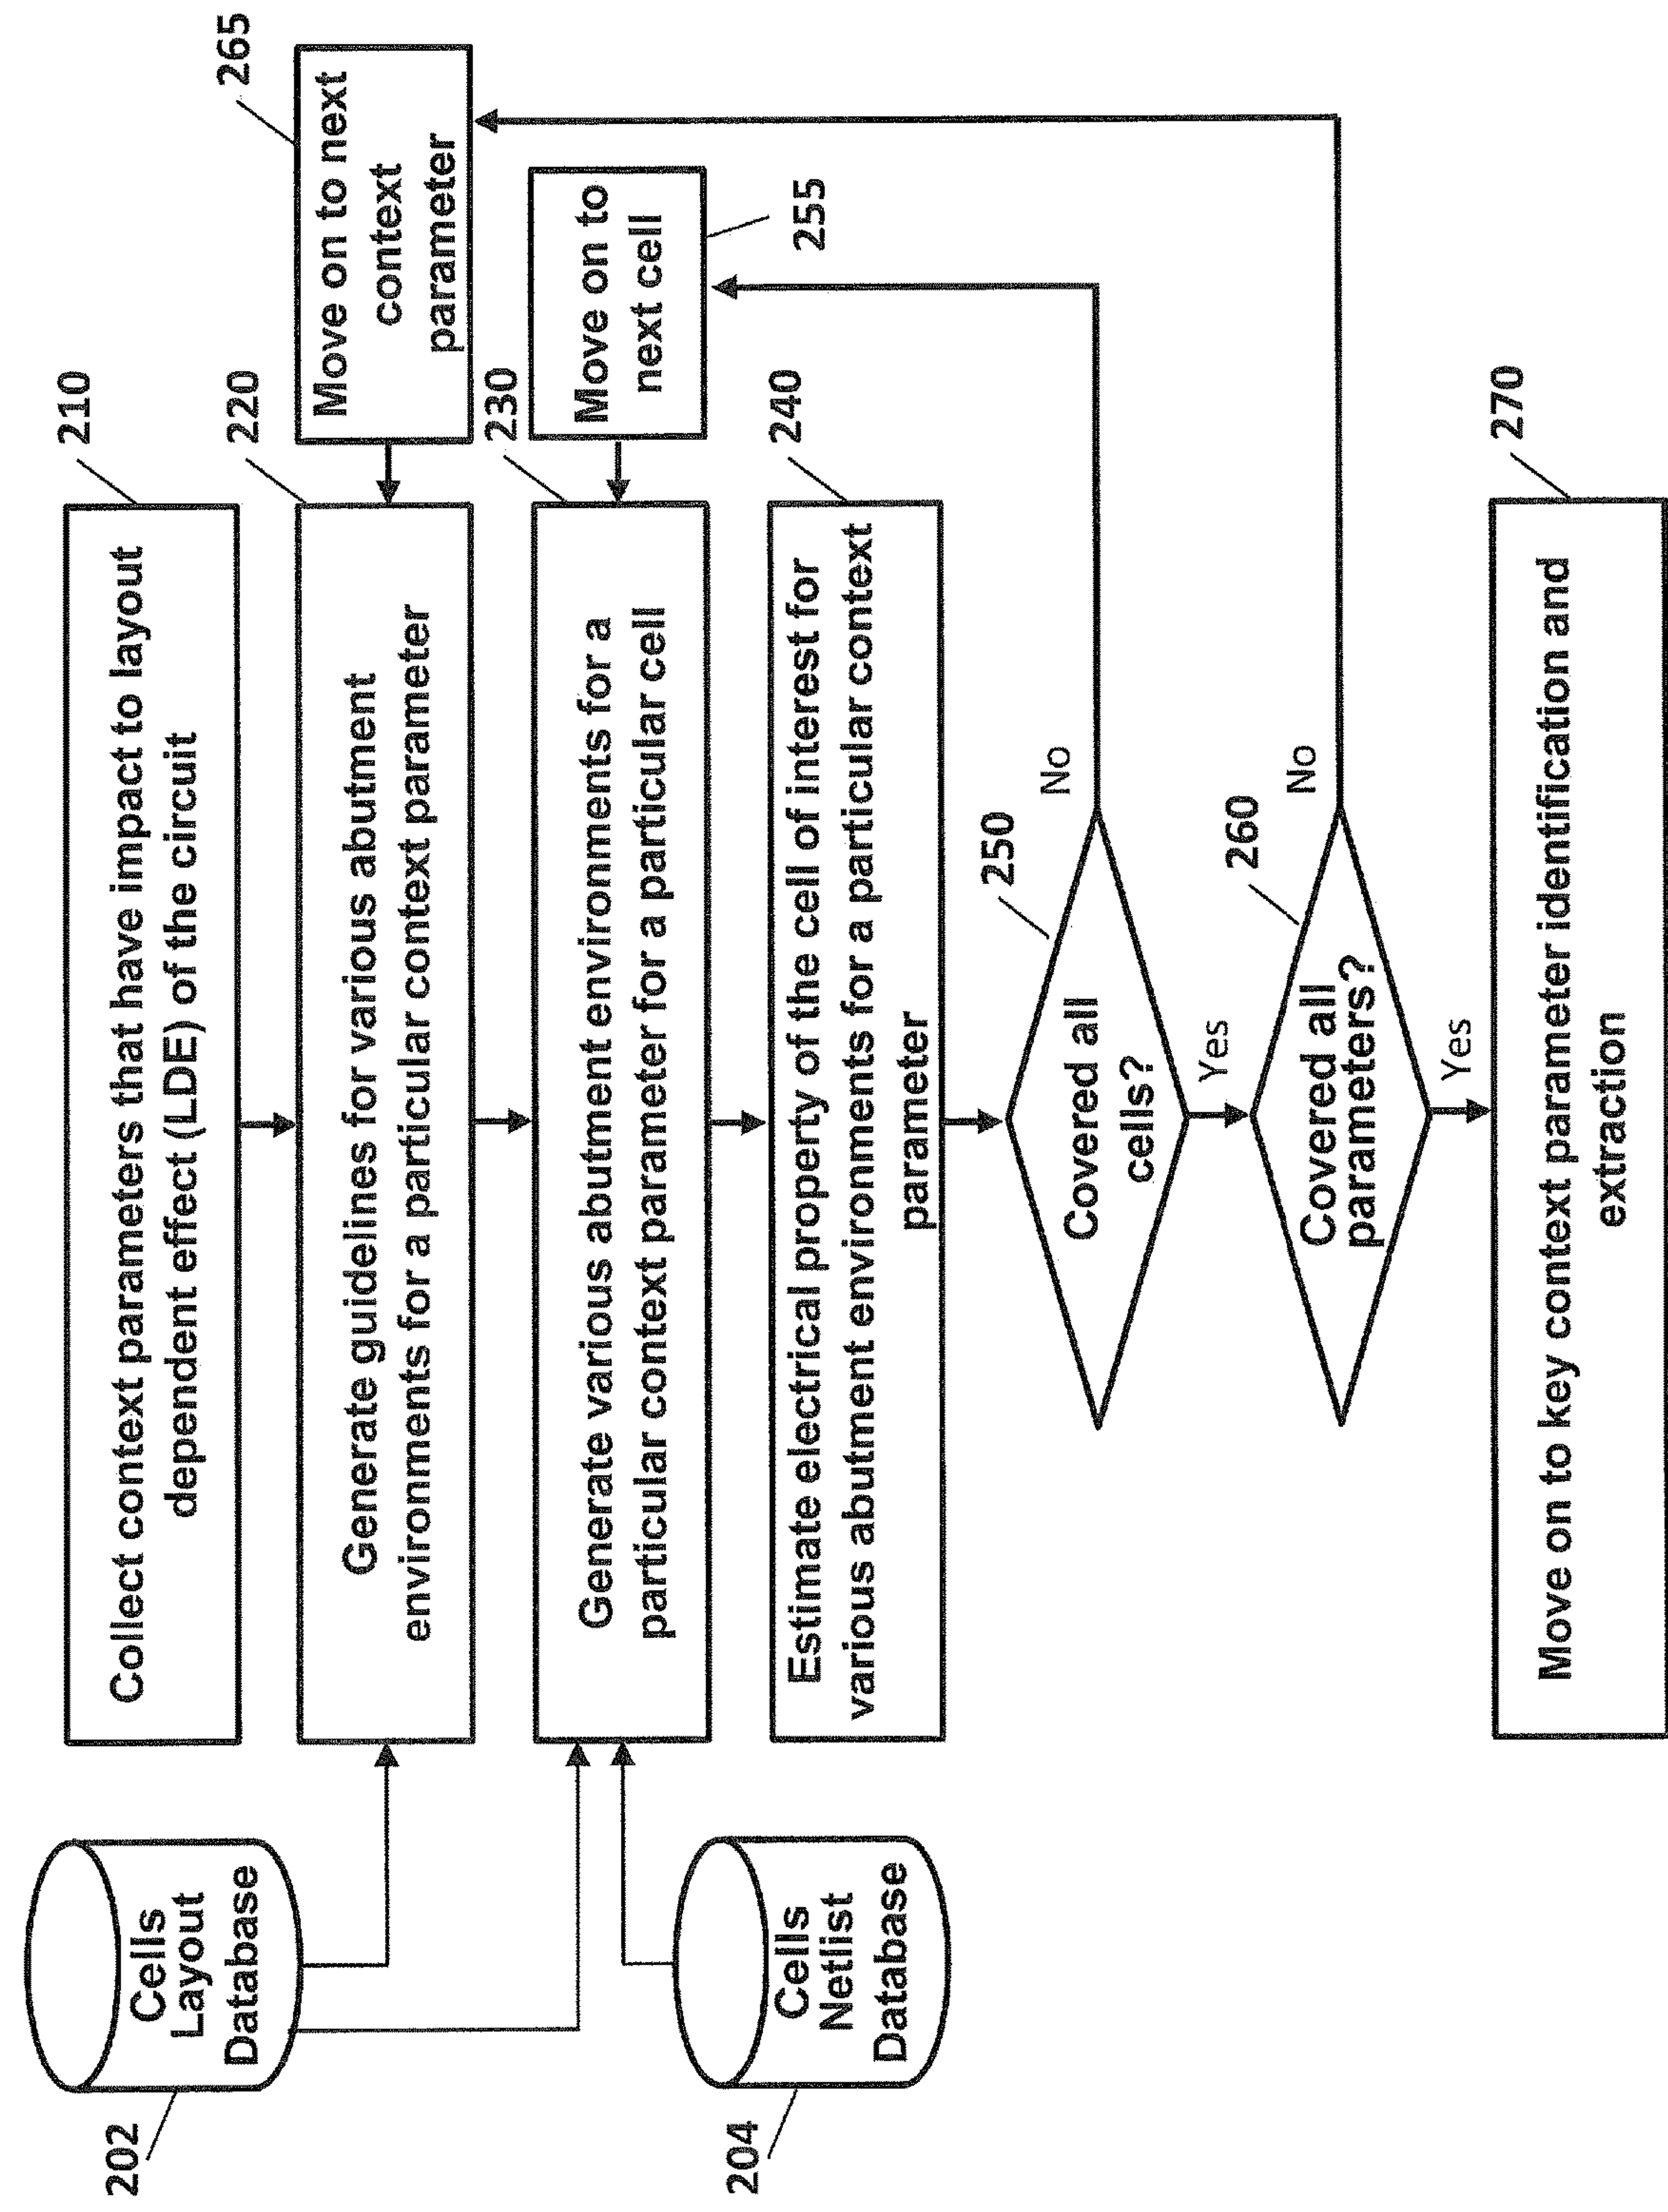 210
Collect context parameters that have impact to layout
dependent effect (LDE) of the circuit
202
Cells
Layout
Database
220
Generate guidelines for various abutment
environments for a particular context parameter
265
Move on to next
context
parameter
230
Generate various abutment environments for a
particular context parameter for a particular cell
Move on to
next cell
255
204
Cells
Netlist
Database
240
Estimate electrical property of the cell of interest for
various abutment environments for a particular context
parameter
250
Covered all
cells?
No
Yes
260
Covered all
parameters?
No
Yes
270
Move on to key context parameter identification and
extraction